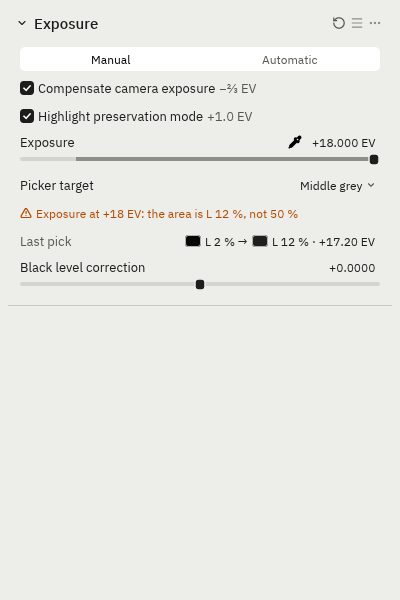 Exposure
Manual Automatic
Compensate camera exposure −⅔ EV
Highlight preservation mode +1.0 EV
Exposure +18.000 EV
Picker target Middle grey
Exposure at +18 EV: the area is L 12 %, not 50 %
Last pick L 2 % → L 12 % · +17.20 EV
Black level correction +0.0000